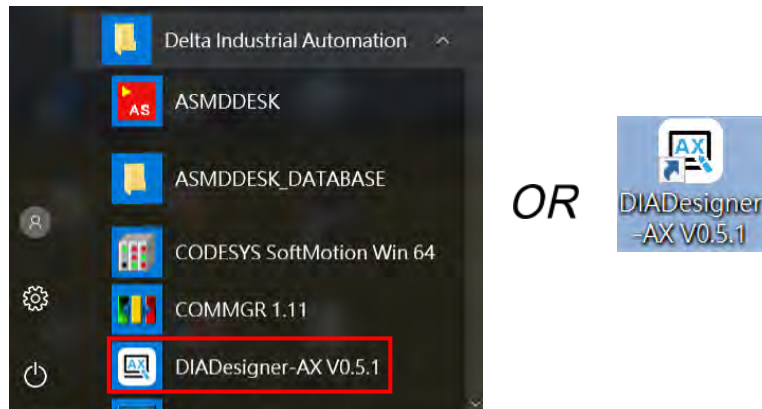 Delta Industrial Automation
AS
ASMDDESK
ASMDDESK_DATABASE
CODESYS SoftMotion Win 64
COMMGR 1.11
AX
DIADesigner-AX V0.5.1
OR
AX
DIADesigner
-AX V0.5.1